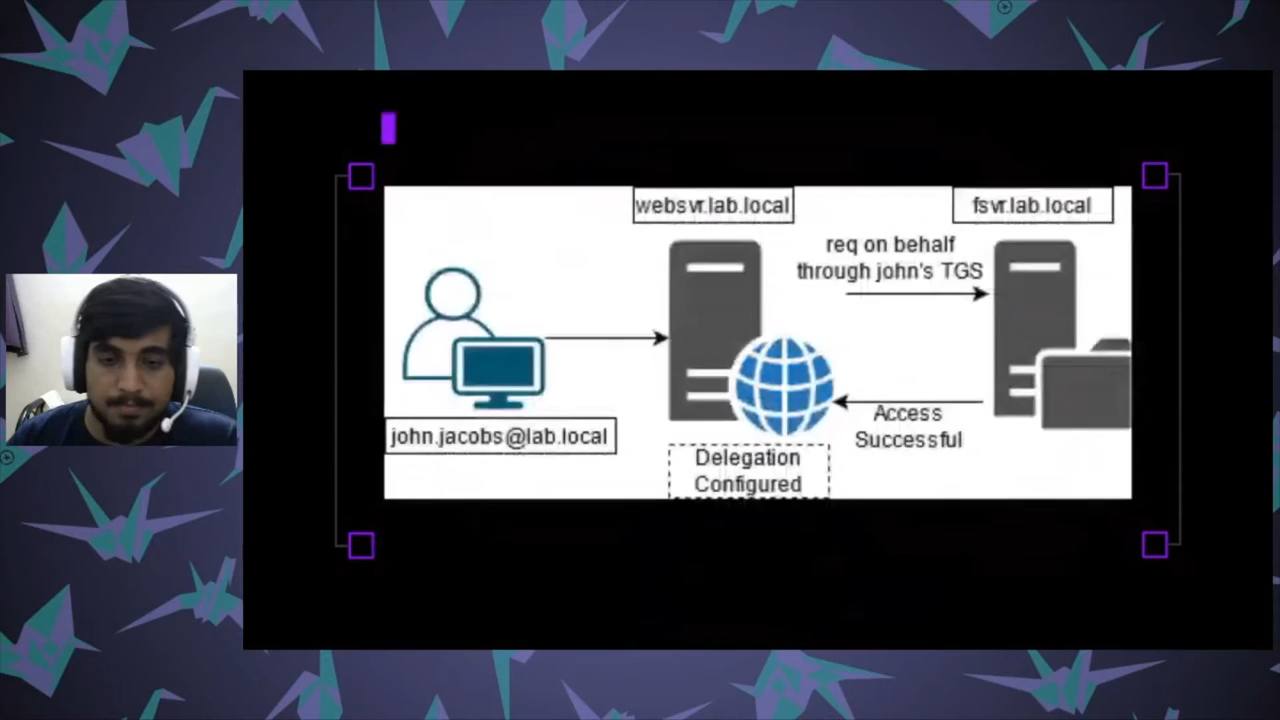 websvr.lab.local
fsvr.lab.local
req on behalf
through john's TGS
Access
Successful
john.jacobs@lab.local
Delegation
Configured